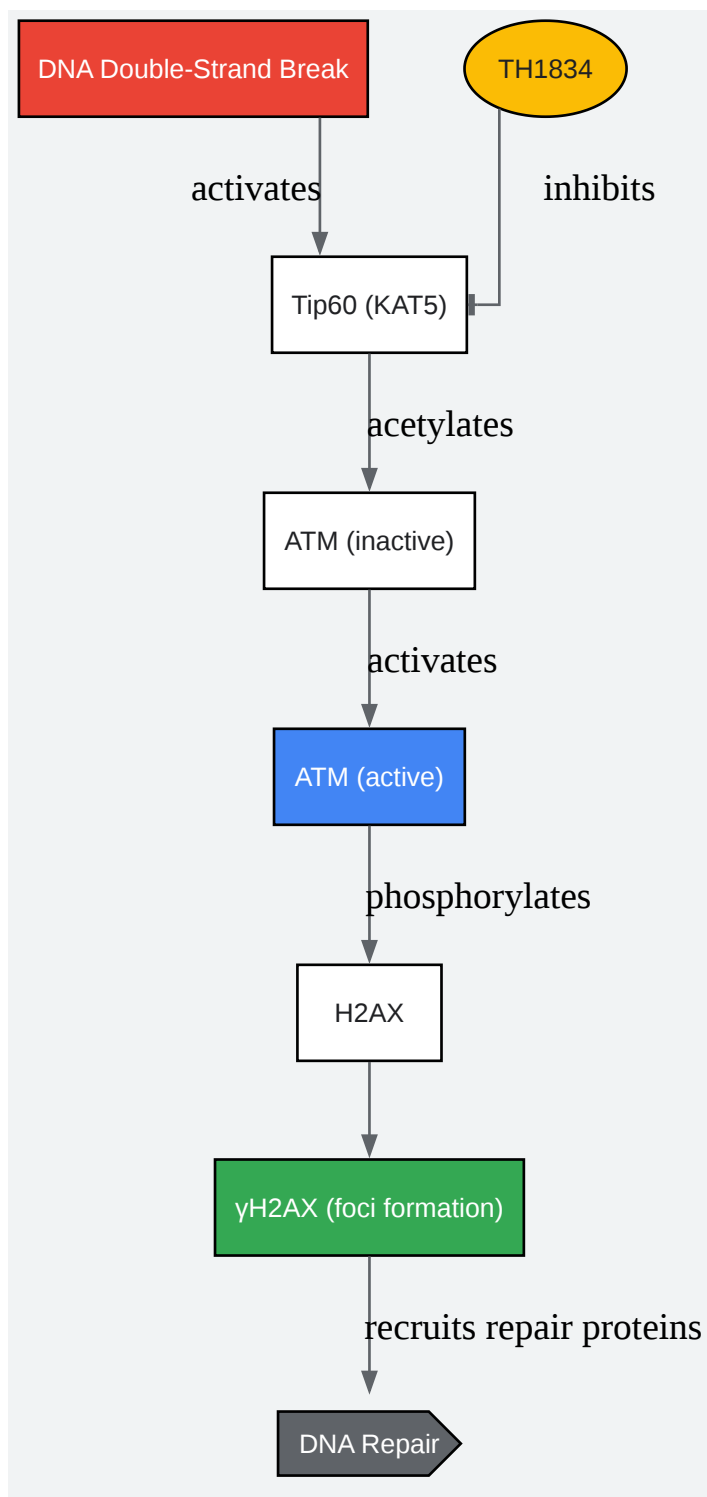 DNA Double-Strand Break
TH1834
activates
inhibits
Tip60 (KAT5)
acetylates
ATM (inactive)
activates
ATM (active)
phosphorylates
H2AX
γH2AX (foci formation)
recruits repair proteins
DNA Repair